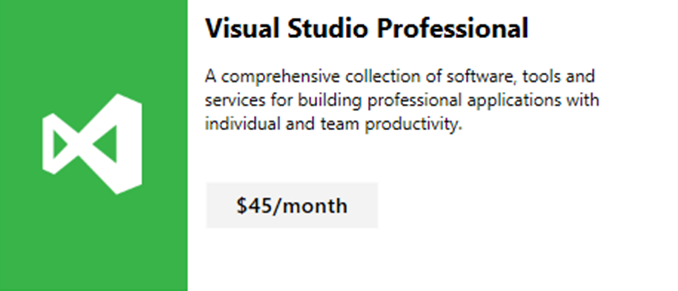 Visual Studio Professional
A comprehensive collection of software, tools and
services for building professional applications with
individual and team productivity.
$45/month